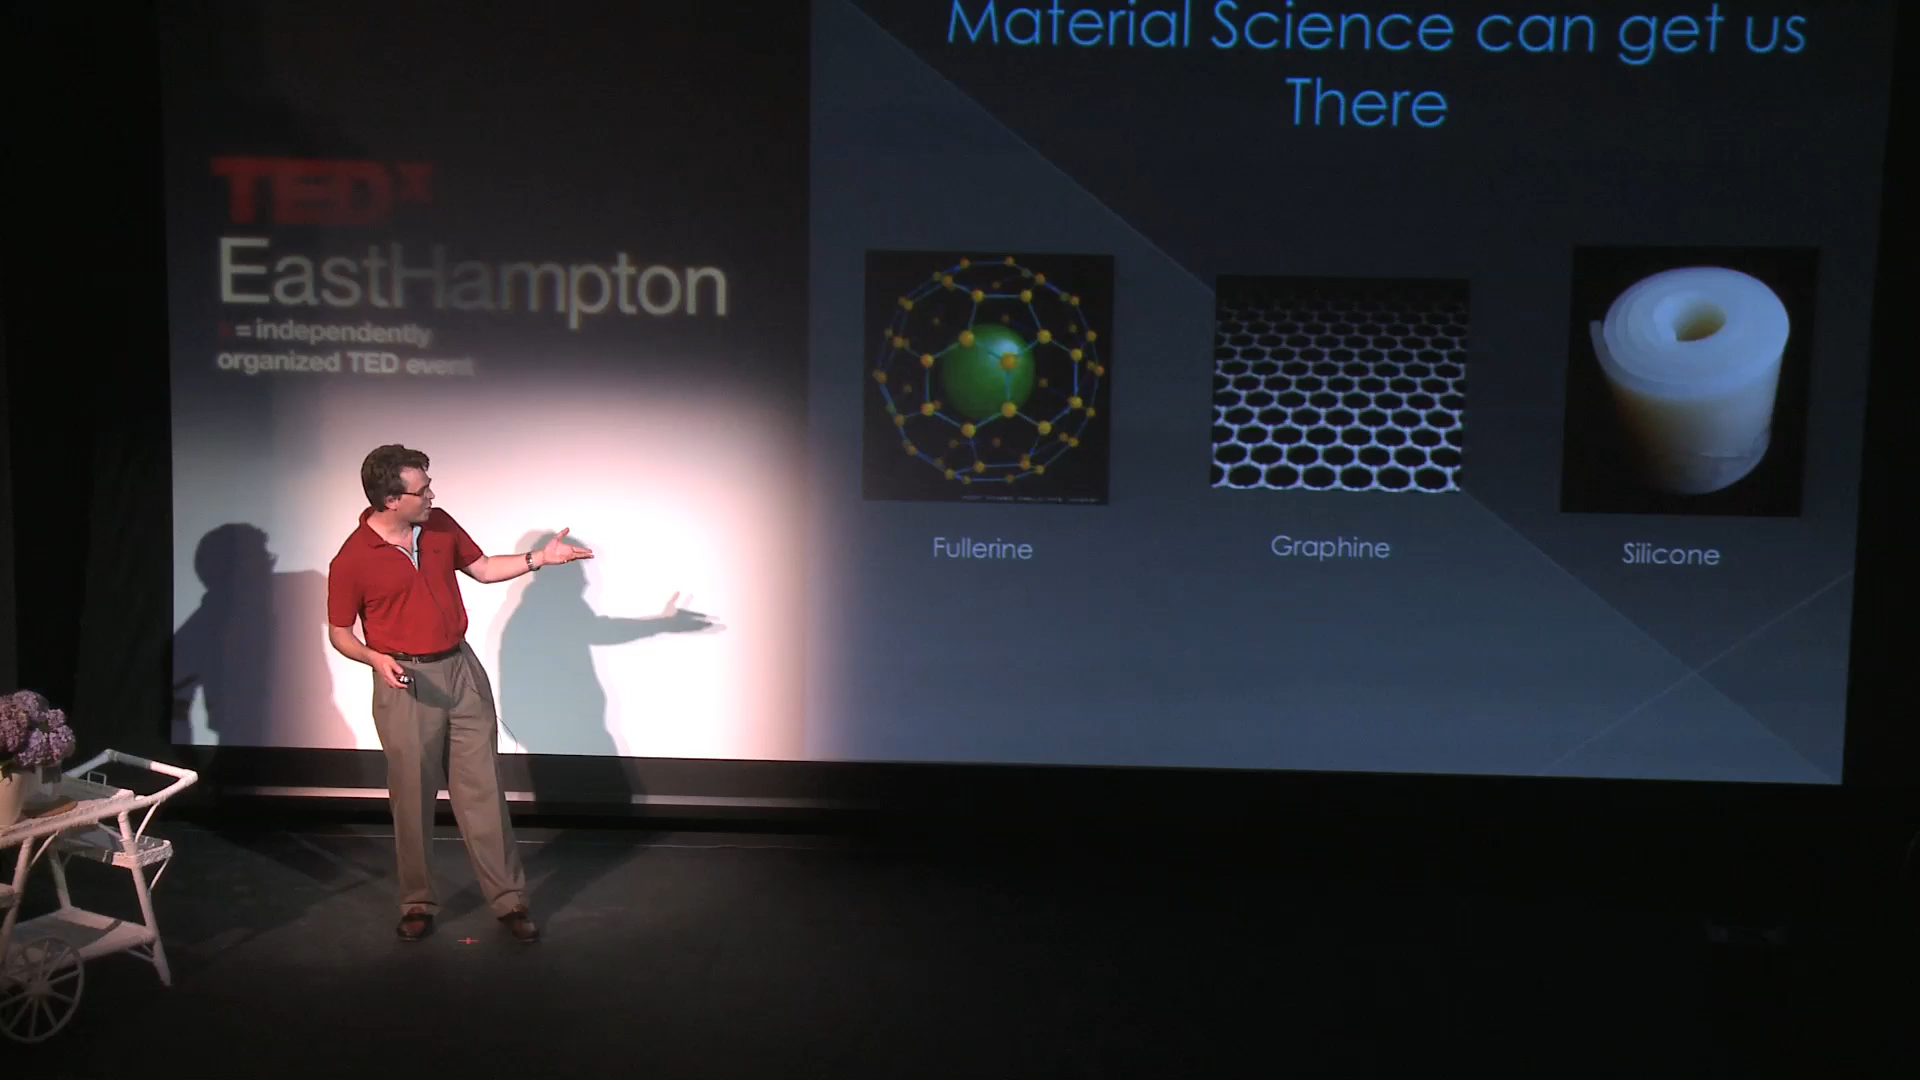 Material Science can get us
There
TEDx
EastHampton
x = independently
organized TED event
Fullerine
Graphine
Silicone